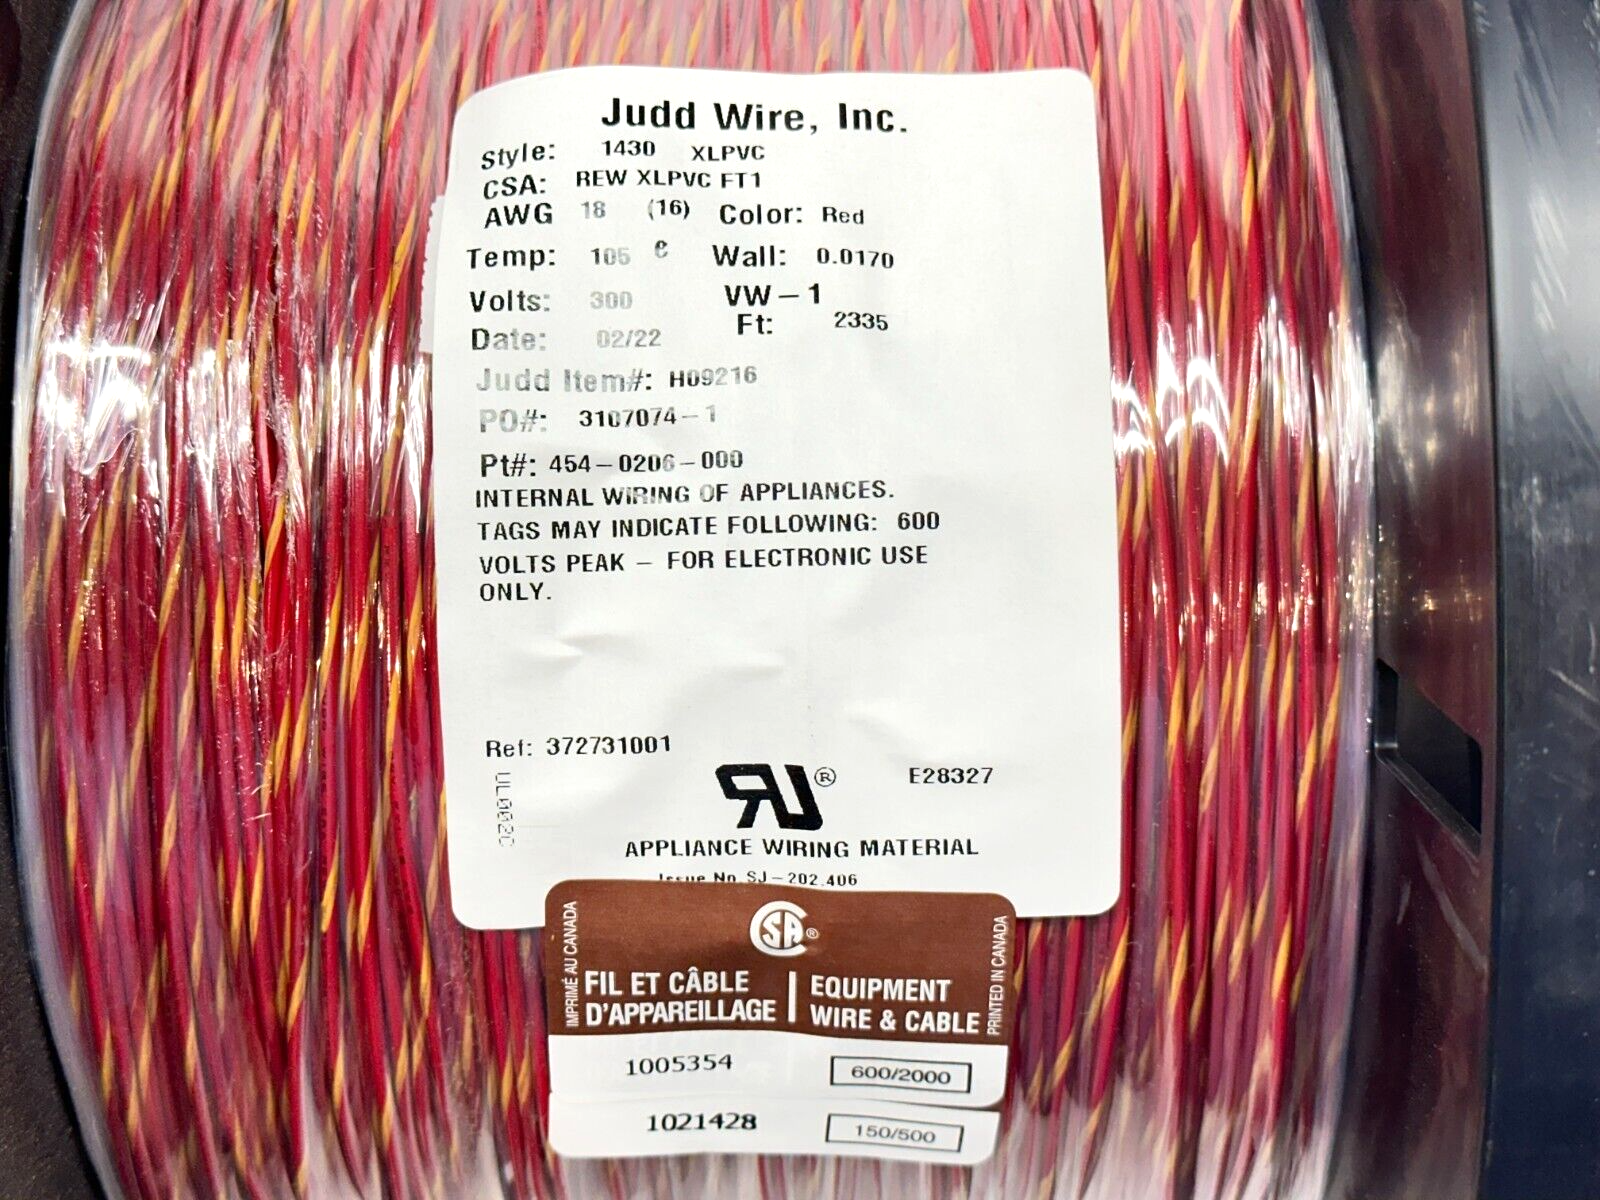 Judd Wire, Inc.
Style: 1430 XLPVC
CSA: REW XLPVC FT1
AWG 18 (16) Color: Red
Temp: 105 C Wall: 0.0170
Volts: 300 VW-1
Ft: 2335
Date: 02/22
Judd Item#: H09216
PO#: 3107074-1
Pt#: 454-0206-000
INTERNAL WIRING OF APPLIANCES.
TAGS MAY INDICATE FOLLOWING: 600
VOLTS PEAK - FOR ELECTRONIC USE
ONLY.
Ref: 372731001
UL002C
RU® E28327
APPLIANCE WIRING MATERIAL
Issue No SJ-202,406
CSA®
IMPRIMÉ AU CANADA
FIL ET CÂBLE
D'APPAREILLAGE
EQUIPMENT
WIRE & CABLE
PRINTED IN CANADA
1005354 600/2000
1021428 150/500